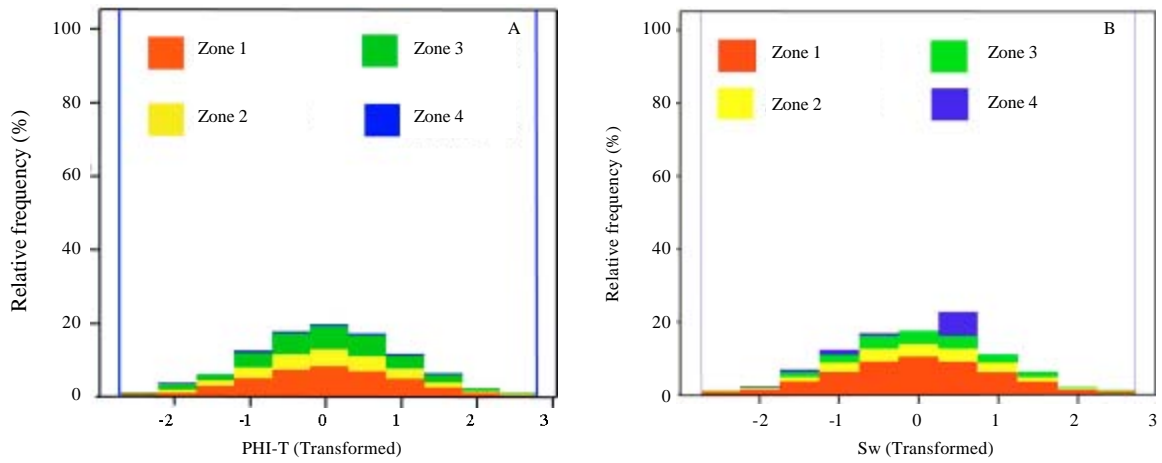 A
Relative frequency (%)
100
80
60
40
20
0
Zone 1
Zone 2
Zone 3
Zone 4
-2
-1
0
1
2
3
PHI-T (Transformed)
B
Relative frequency (%)
100
80
60
40
20
0
Zone 1
Zone 2
Zone 3
Zone 4
-2
-1
0
1
2
3
Sw (Transformed)